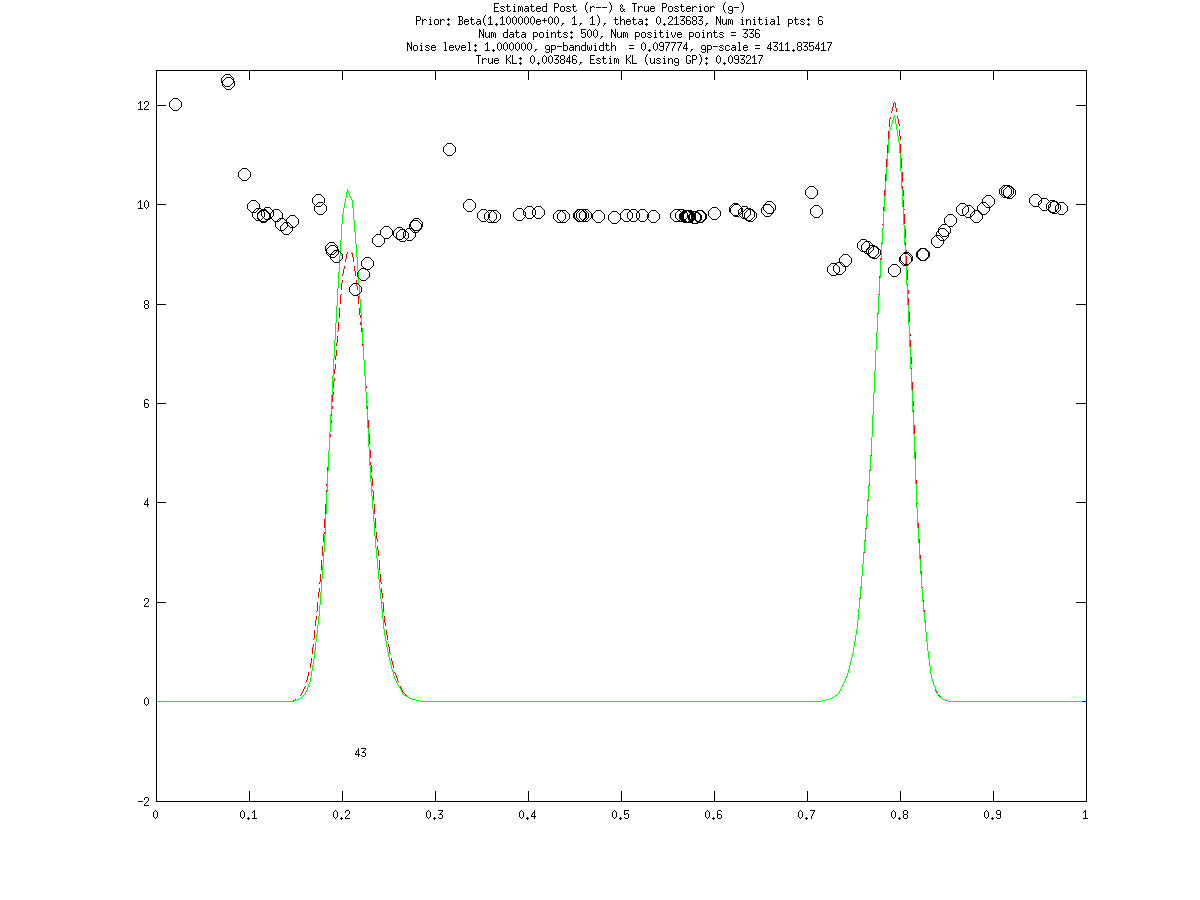 Estimated Post (r--) & True Posterior (g-)
Prior: Beta(1.100000e+00, 1, 1), theta: 0.213683, Num initial pts: 6
Num data points: 500, Num positive points = 336
Noise level: 1.000000, gp-bandwidth  = 0.097774, gp-scale = 4311.835417
True KL: 0.003846, Estim KL (using GP): 0.093217
12
10
8
6
4
2
0
43
-2
0 0.1 0.2 0.3 0.4 0.5 0.6 0.7 0.8 0.9 1